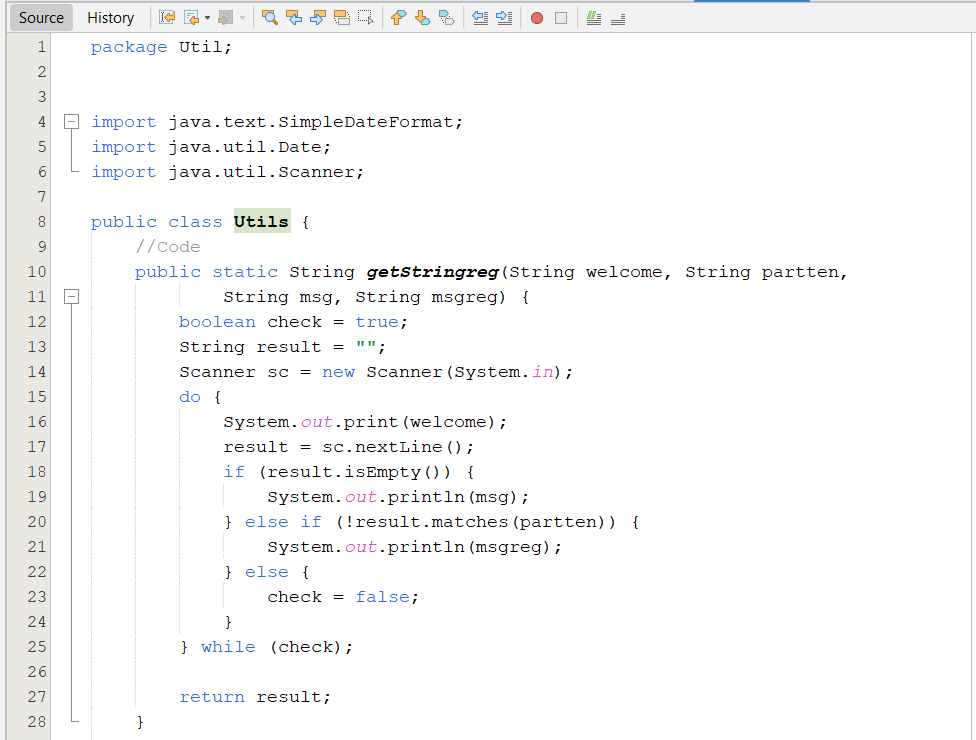 Source History
1 package Util;
2
3
4 import java.text.SimpleDateFormat;
5 import java.util.Date;
6 import java.util.Scanner;
7
8 public class Utils {
9 //Code
10 public static String getStringreg(String welcome, String partten,
11 String msg, String msgreg) {
12 boolean check = true;
13 String result = "";
14 Scanner sc = new Scanner(System.in);
15 do {
16 System.out.print(welcome);
17 result = sc.nextLine();
18 if (result.isEmpty()) {
19 System.out.println(msg);
20 } else if (!result.matches(partten)) {
21 System.out.println(msgreg);
22 } else {
23 check = false;
24 }
25 } while (check);
26
27 return result;
28 }